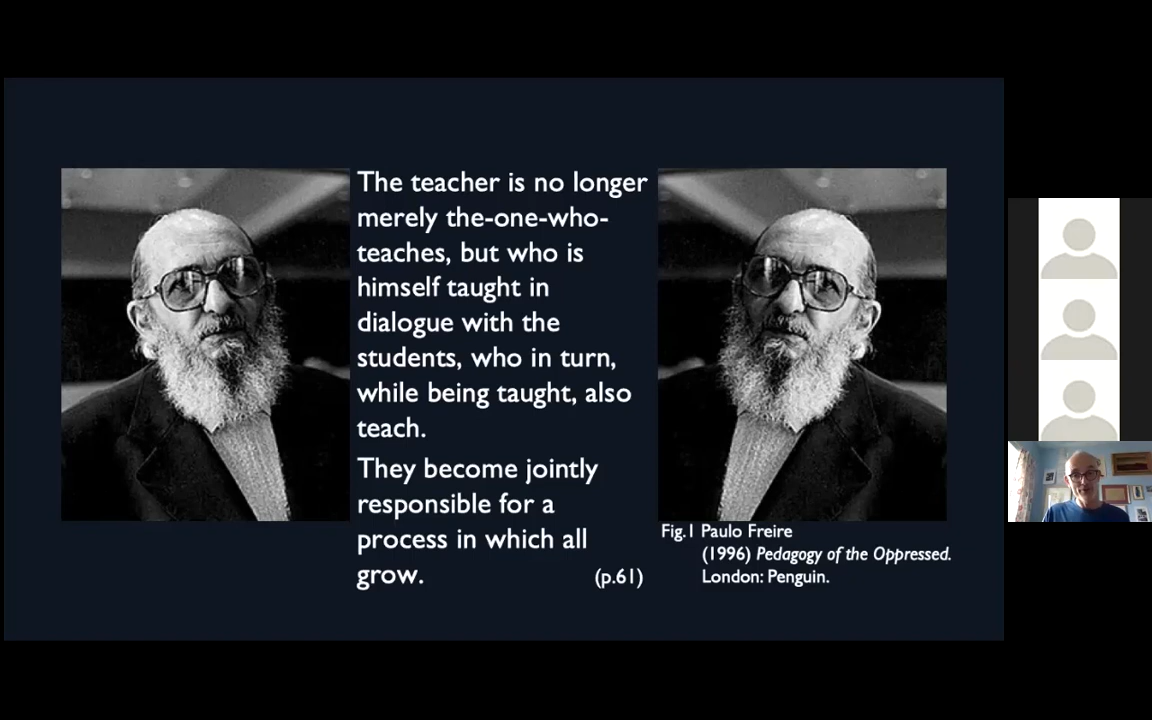 The teacher is no longer
merely the-one-who-
teaches, but who is
himself taught in
dialogue with the
students, who in turn,
while being taught, also
teach.
They become jointly
responsible for a
process in which all
grow. (p.61)
Fig.1 Paulo Freire
(1996) Pedagogy of the Oppressed.
London: Penguin.